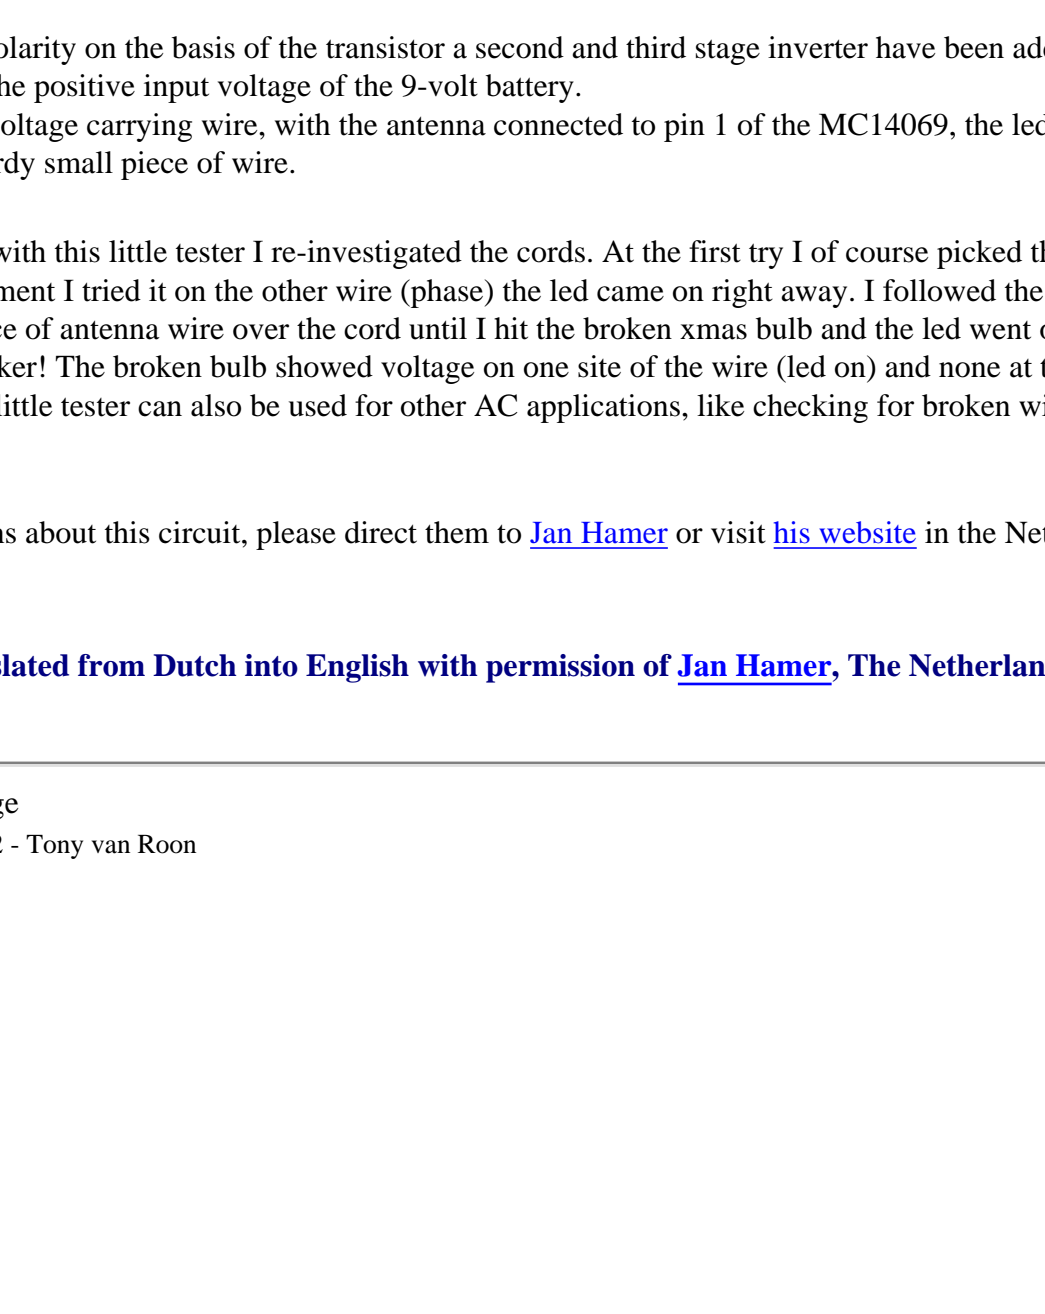 olarity on the basis of the transistor a second and third stage inverter have been ad
he positive input voltage of the 9-volt battery.
oltage carrying wire, with the antenna connected to pin 1 of the MC14069, the led
rdy small piece of wire.
with this little tester I re-investigated the cords. At the first try I of course picked th
ment I tried it on the other wire (phase) the led came on right away. I followed the
ce of antenna wire over the cord until I hit the broken xmas bulb and the led went o
ker! The broken bulb showed voltage on one site of the wire (led on) and none at t
little tester can also be used for other AC applications, like checking for broken wi
ns about this circuit, please direct them to Jan Hamer or visit his website in the Net
slated from Dutch into English with permission of Jan Hamer, The Netherlan
ge
2 - Tony van Roon